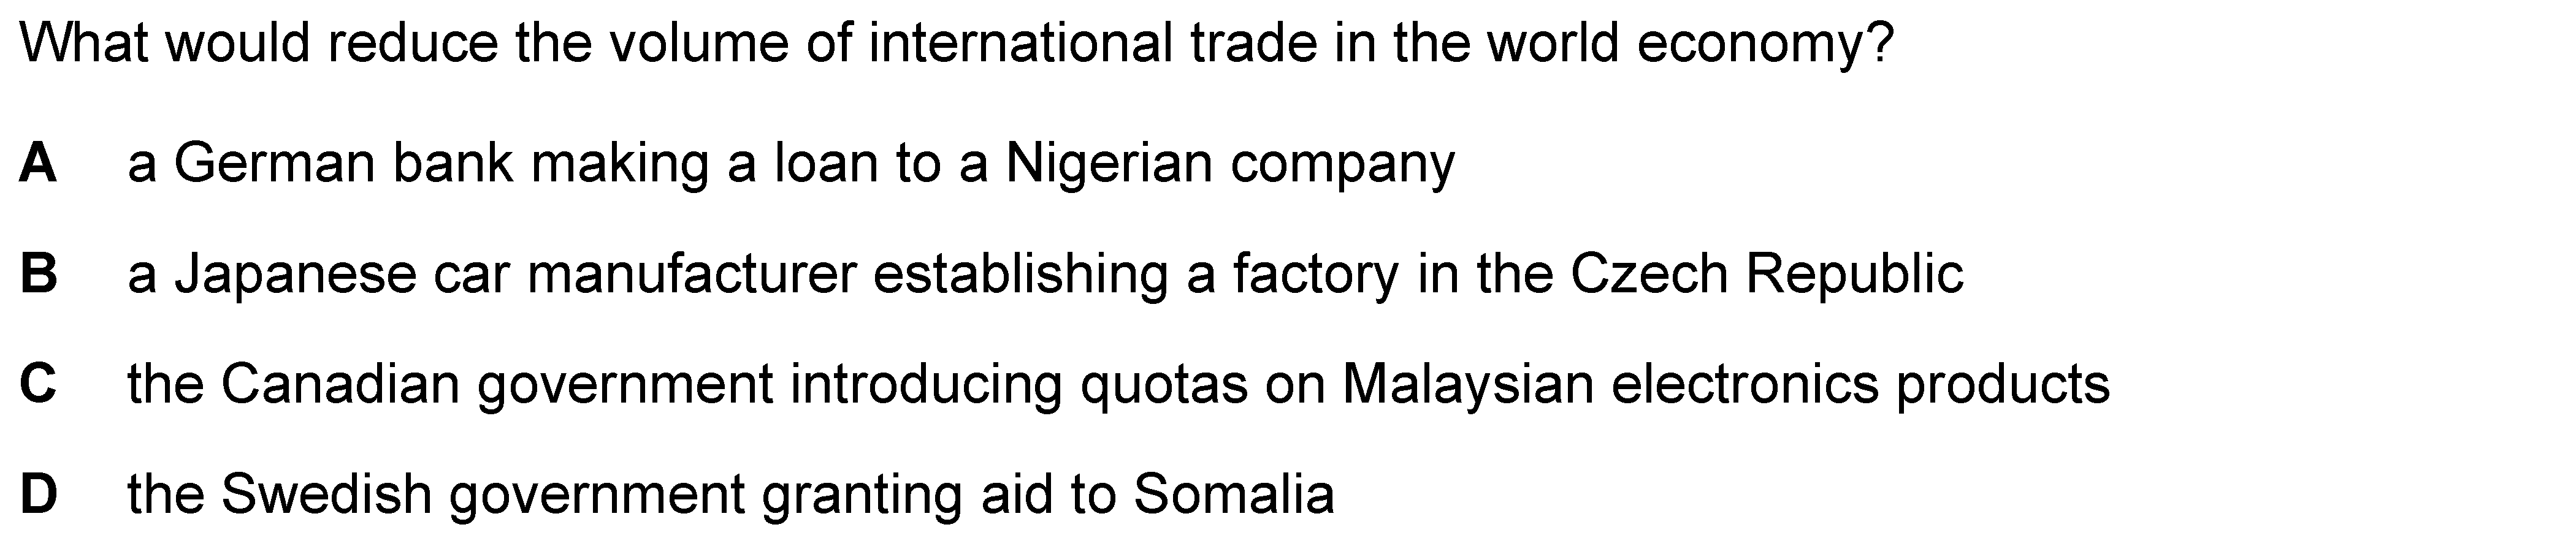 What would reduce the volume of international trade in the world economy?
A a German bank making a loan to a Nigerian company
B a Japanese car manufacturer establishing a factory in the Czech Republic
C the Canadian government introducing quotas on Malaysian electronics products
D the Swedish government granting aid to Somalia